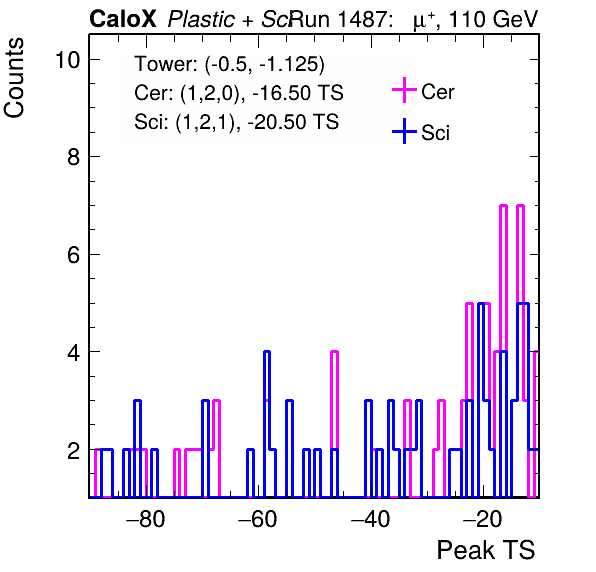 CaloX Plastic + Sci Run 1487: μ⁺, 110 GeV
Counts
Tower: (-0.5, -1.125)
Cer: (1,2,0), -16.50 TS
Sci: (1,2,1), -20.50 TS
Cer
Sci
10
8
6
4
2
−80 −60 −40 −20
Peak TS